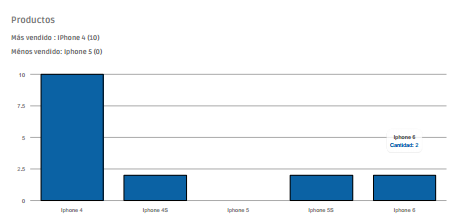 Productos
Más vendido : IPhone 4 (10)
Ménos vendido: Iphone 5 (0)
10
7.5
5
2.5
0
Iphone 6
Cantidad: 2
Iphone 4
Iphone 4S
Iphone 5
Iphone 5S
Iphone 6